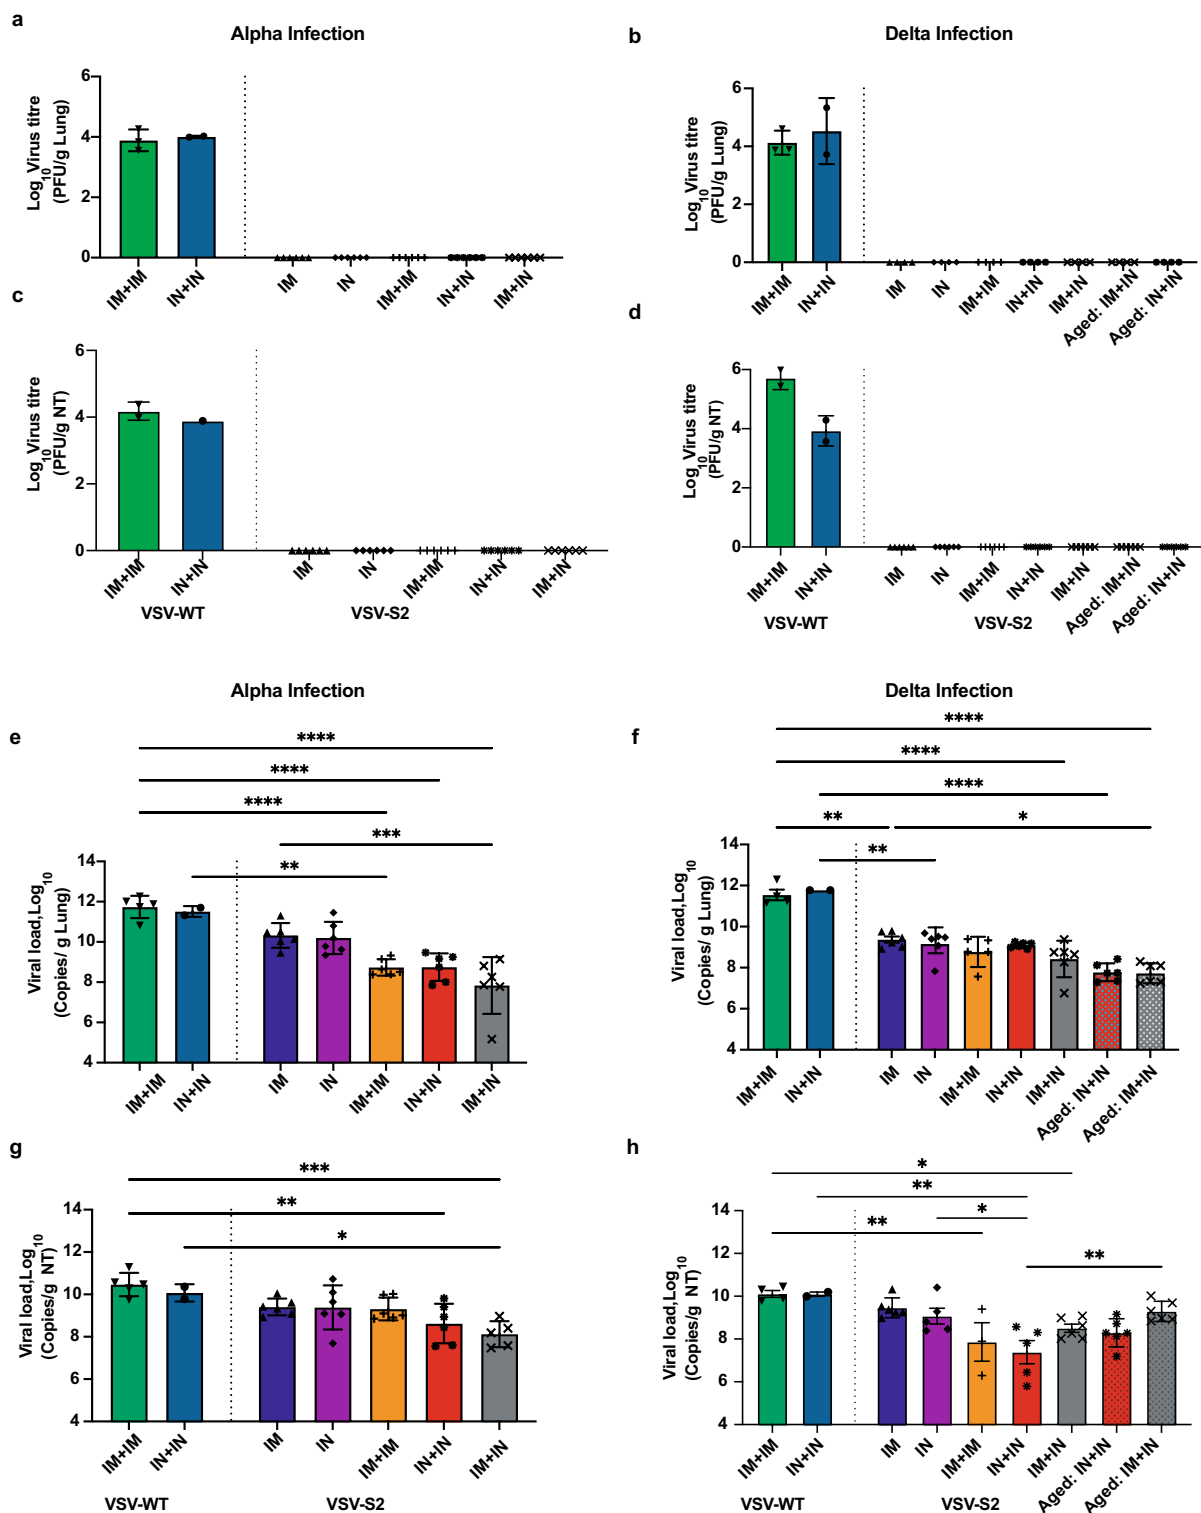 a
Alpha Infection
b
Delta Infection
Log10Virus titre
(PFU/g Lung)
6
4
2
0
IM+IM
IN+IN
IM
IN
IM+IM
IN+IN
IM+IN
Log10Virus titre
(PFU/g Lung)
6
4
2
0
IM+IM
IN+IN
IM
IN
IM+IM
IN+IN
IM+IN
Aged: IM+IN
Aged: IN+IN
c
Log10Virus titre
(PFU/g NT)
6
4
2
0
IM+IM
IN+IN
IM
IN
IM+IM
IN+IN
IM+IN
VSV-WT
VSV-S2
d
Log10Virus titre
(PFU/g NT)
6
4
2
0
IM+IM
IN+IN
IM
IN
IM+IM
IN+IN
IM+IN
Aged: IM+IN
Aged: IN+IN
VSV-WT
VSV-S2
Alpha Infection
Delta Infection
e
****
****
****
***
**
Viral load,Log10
(Copies/ g Lung)
14
12
10
8
6
4
IM+IM
IN+IN
IM
IN
IM+IM
IN+IN
IM+IN
f
****
****
****
**
*
**
Viral load,Log10
(Copies/ g Lung)
14
12
10
8
6
4
IM+IM
IN+IN
IM
IN
IM+IM
IN+IN
IM+IN
Aged: IN+IN
Aged: IM+IN
g
***
**
*
Viral load,Log10
(Copies/g NT)
14
12
10
8
6
4
IM+IM
IN+IN
IM
IN
IM+IM
IN+IN
IM+IN
VSV-WT
VSV-S2
h
*
**
*
**
**
Viral load,Log10
(Copies/g NT)
14
12
10
8
6
4
IM+IM
IN+IN
IM
IN
IM+IM
IN+IN
IM+IN
Aged: IN+IN
Aged: IM+IN
VSV-WT
VSV-S2